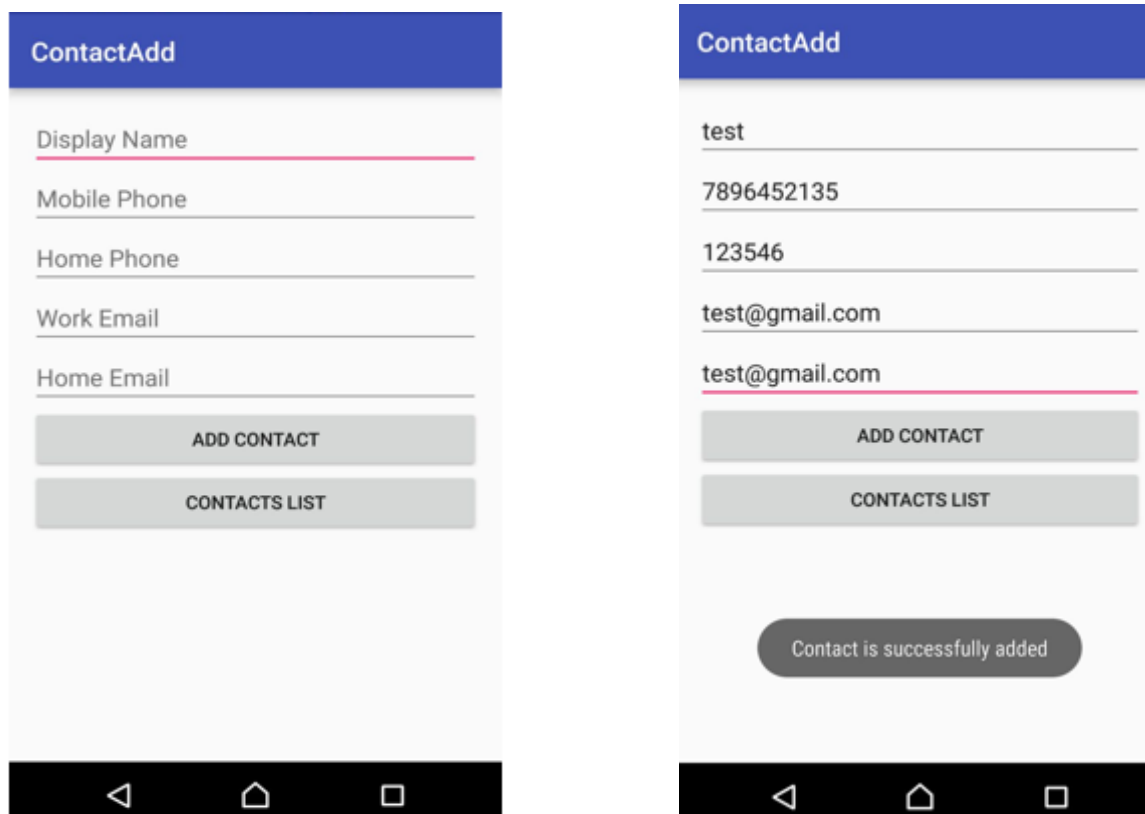 ContactAdd
Display Name
Mobile Phone
Home Phone
Work Email
Home Email
ADD CONTACT
CONTACTS LIST
ContactAdd
test
7896452135
123546
test@gmail.com
test@gmail.com
ADD CONTACT
CONTACTS LIST
Contact is successfully added